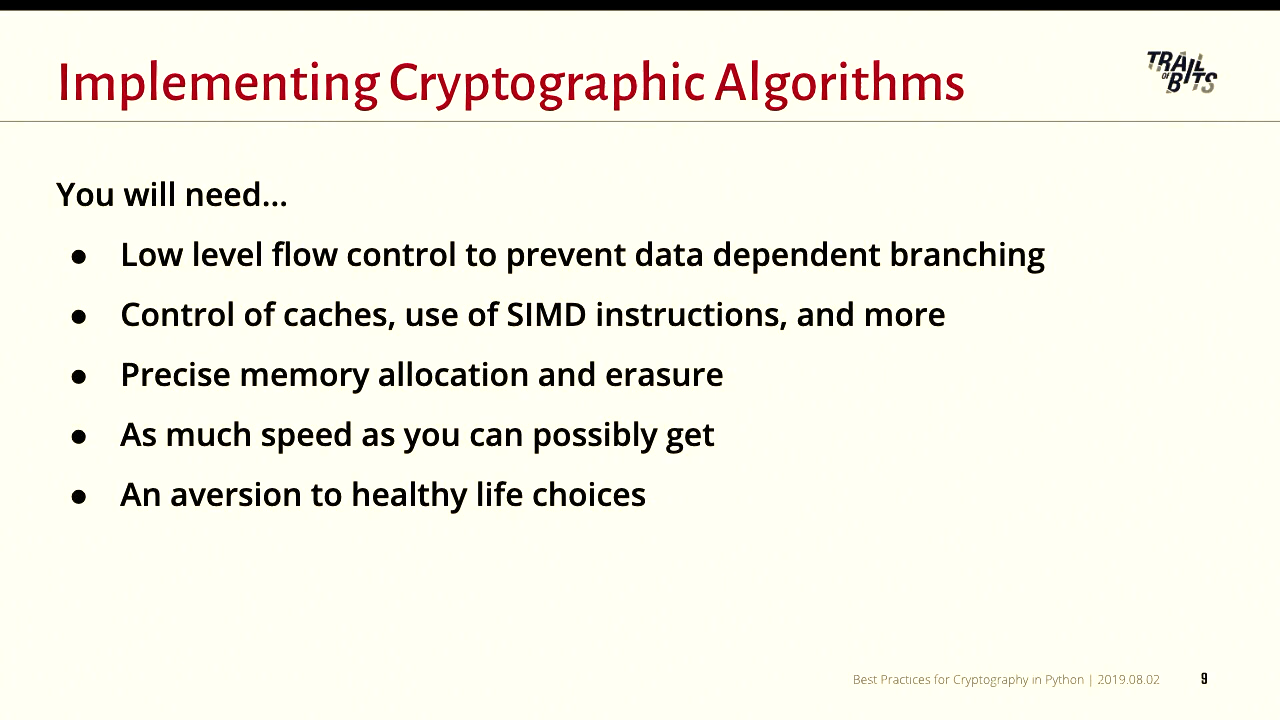 Implementing Cryptographic Algorithms
TRAIL
OF
BITS
You will need...
● Low level flow control to prevent data dependent branching
● Control of caches, use of SIMD instructions, and more
● Precise memory allocation and erasure
● As much speed as you can possibly get
● An aversion to healthy life choices
Best Practices for Cryptography in Python | 2019.08.02 9